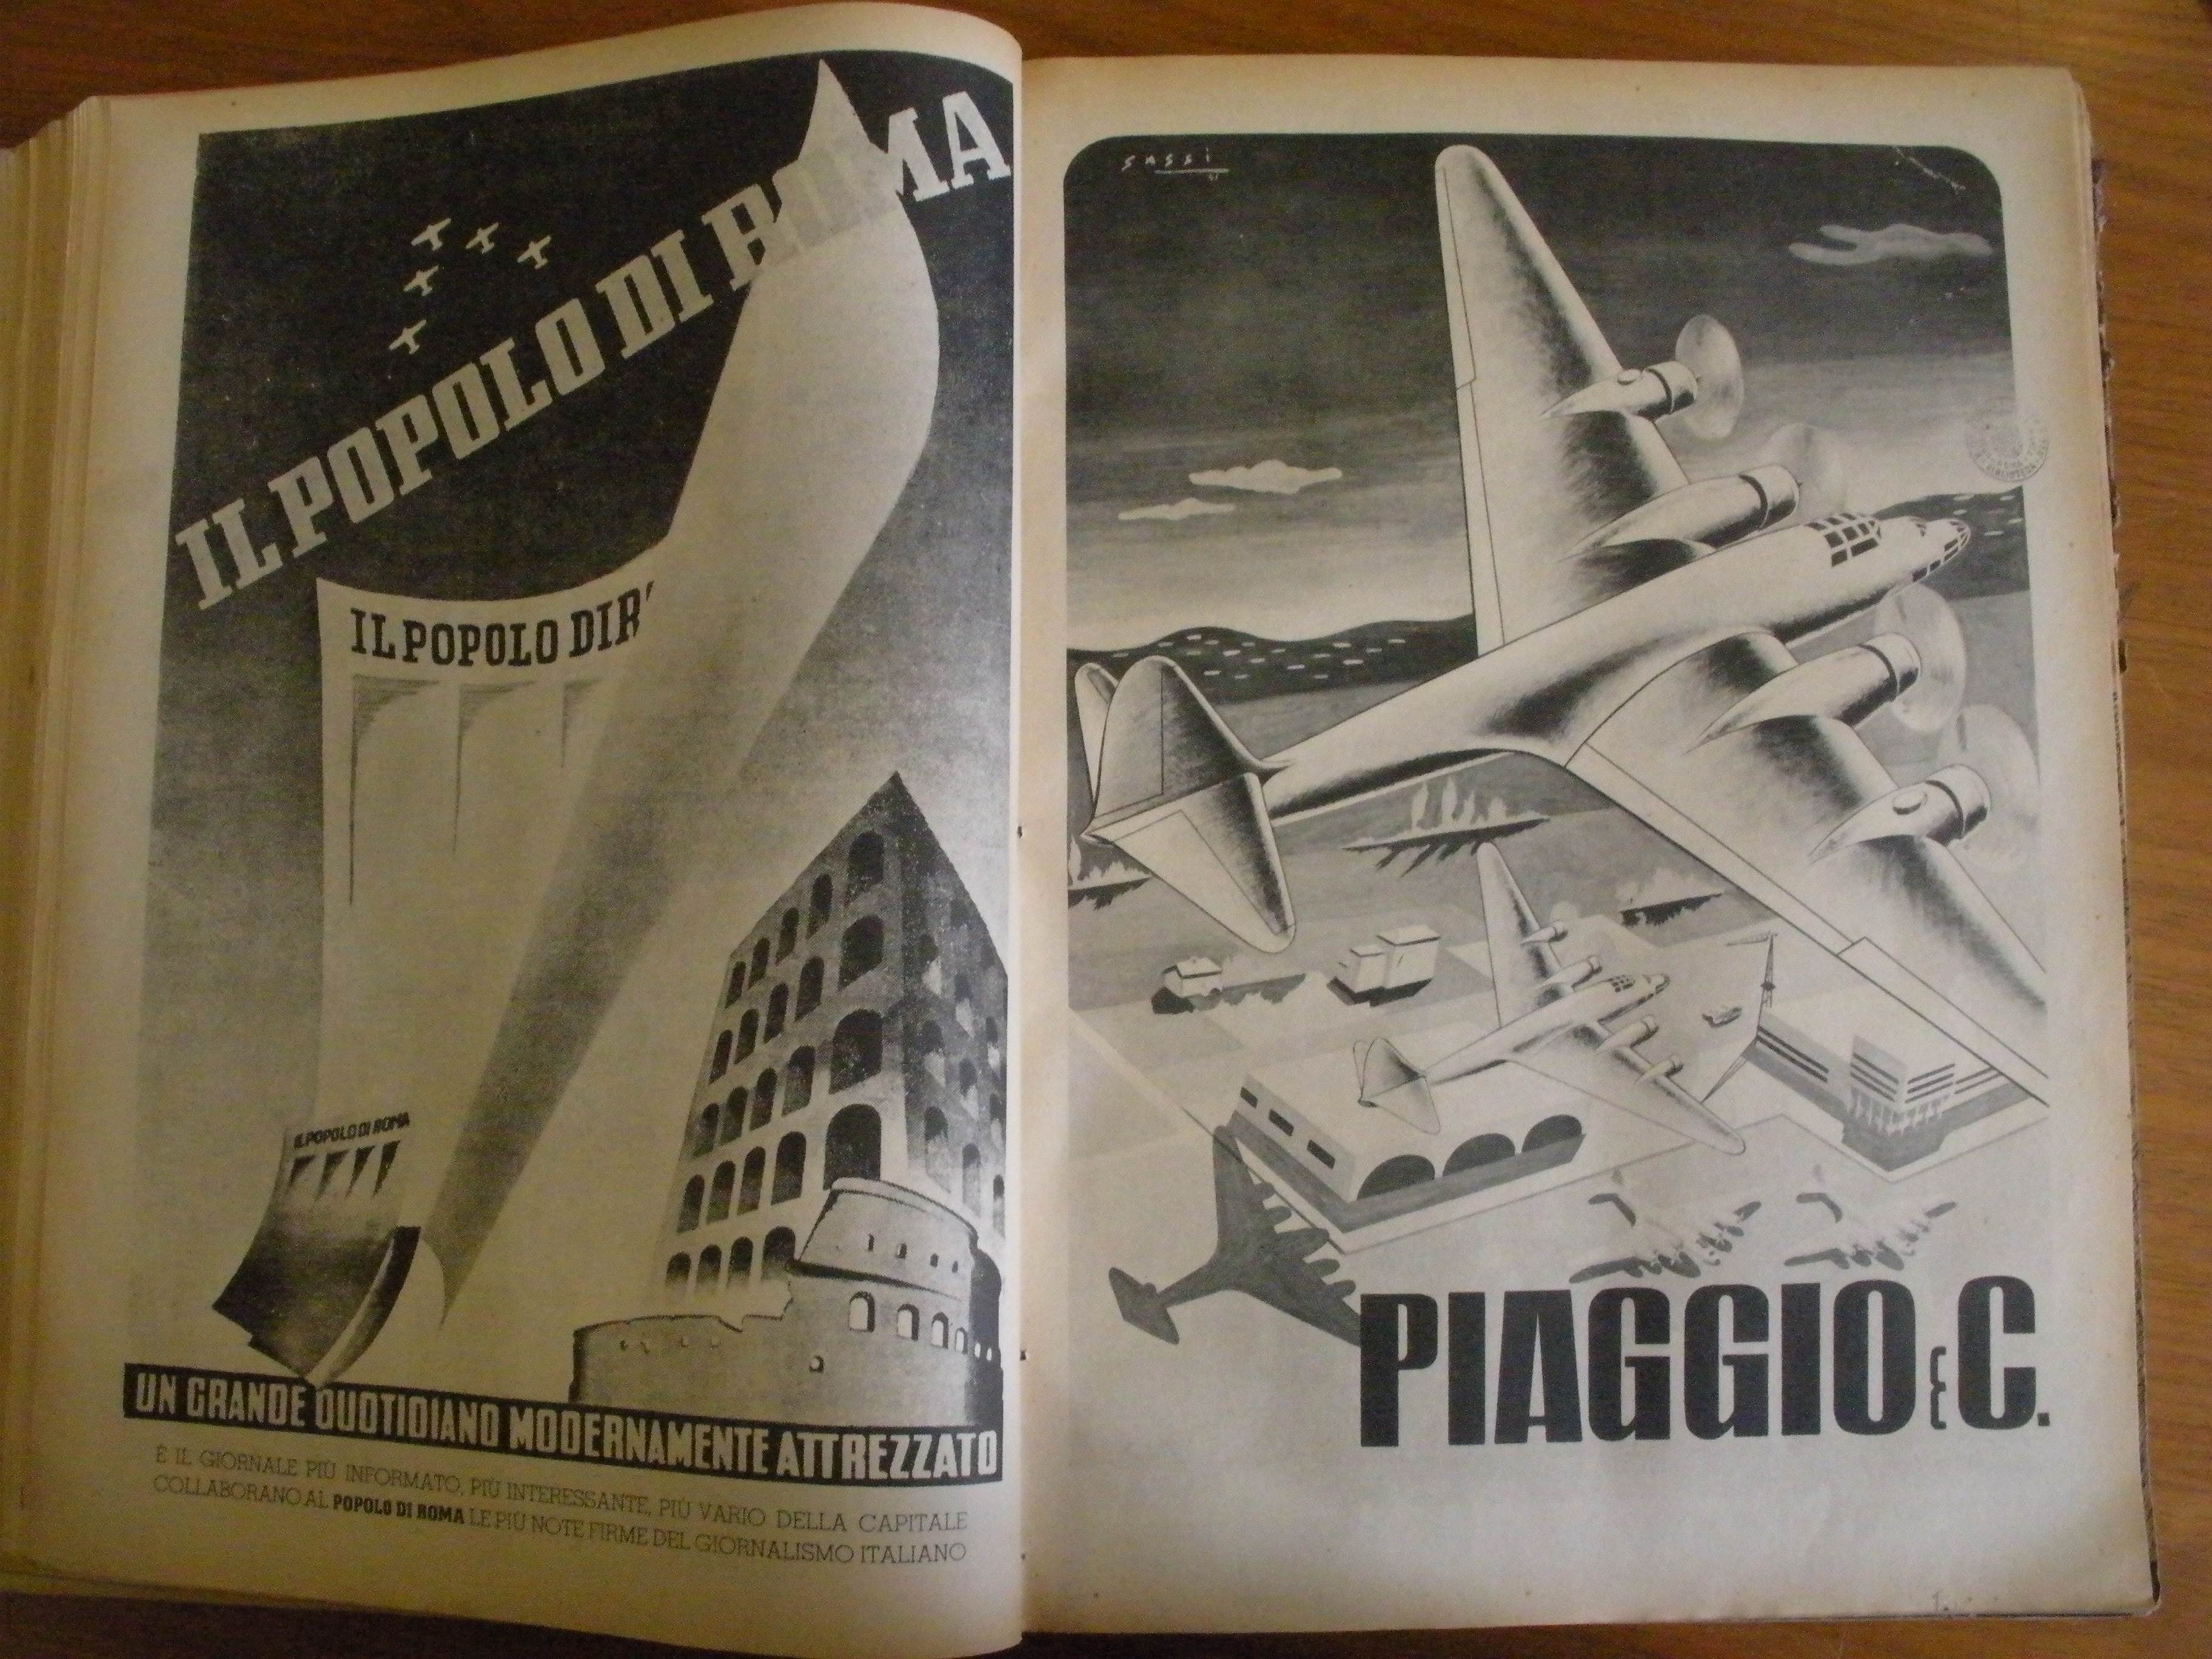 IL POPOLO DI ROMA
IL POPOLO DI R
IL POPOLO DI ROMA
UN GRANDE QUOTIDIANO MODERNAMENTE ATTREZZATO
È IL GIORNALE PIÙ INFORMATO, PIÙ INTERESSANTE, PIÙ VARIO DELLA CAPITALE
COLLABORANO AL POPOLO DI ROMA LE PIÙ NOTE FIRME DEL GIORNALISMO ITALIANO
SASSI
PIAGGIO & C.